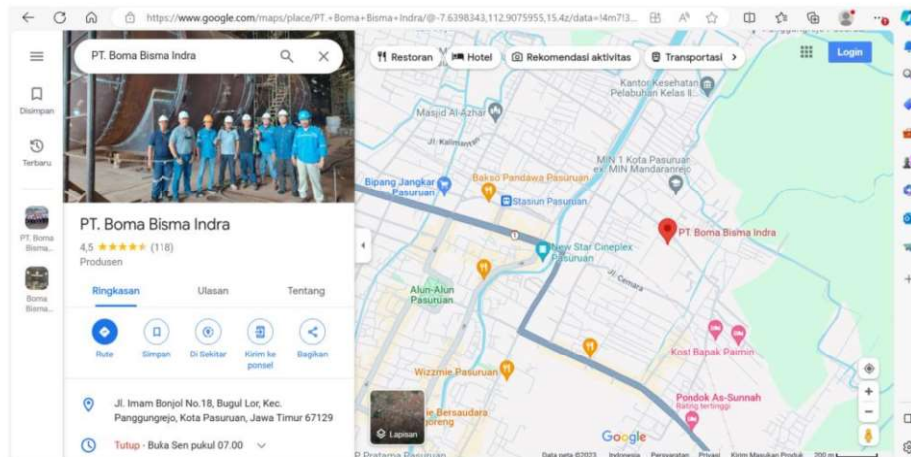 https://www.google.com/maps/place/PT.+Boma+Bisma+Indra/@-7.6398343,112.9075955,15.4z/data=!4m7!3...
PT. Boma Bisma Indra
Disimpan
Terbaru
PT. Boma
Bisma...
Boma
Bisma...
PT. Boma Bisma Indra
4,5 (118)
Produsen
Ringkasan Ulasan Tentang
Rute
Simpan
Di Sekitar
Kirim ke
ponsel
Bagikan
Jl. Imam Bonjol No.18, Bugul Lor, Kec.
Panggungrejo, Kota Pasuruan, Jawa Timur 67129
Tutup · Buka Sen pukul 07.00
Restoran
Hotel
Rekomendasi aktivitas
Transportasi
Login
Kantor Kesehatan
Pelabuhan Kelas II...
Masjid Al-Azhar
Jl. Kalimantan
MIN 1 Kota Pasuruan
ex. MIN Mandaranrejo
Bakso Pandawa Pasuruan
Bipang Jangkar
Pasuruan
Stasiun Pasuruan
PT. Boma Bisma Indra
New Star Cineplex
Pasuruan
Jl. Cemara
Alun-Alun
Pasuruan
Kost Bapak Paimin
Wizzmie Pasuruan
Pondok As-Sunnah
Rating tertinggi
ie Bersaudara
goreng
Lapisan
Google
P Pratama Pasuruan
Data peta ©2023 Indonesia Persyaratan Privasi Kirim Masukan Produk 200 m